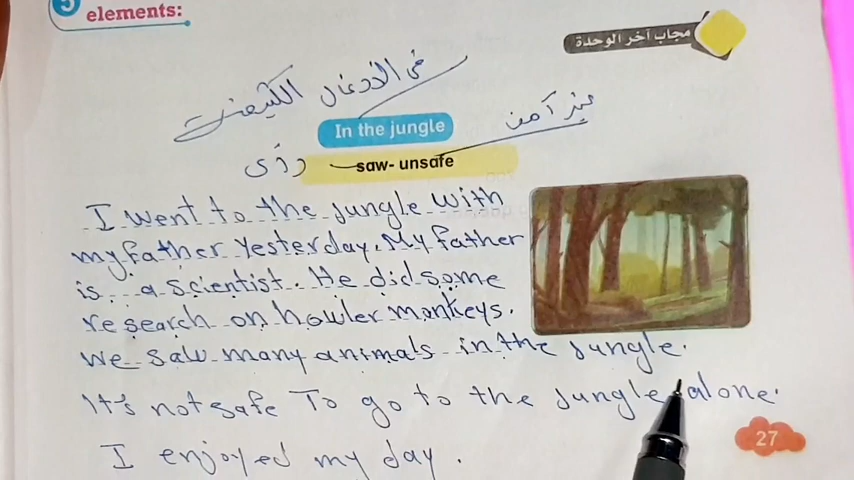 5
elements:
مجاب آخر الوحدة
في الأدغال الكثيفة
In the jungle
غير آمن
رأى
saw- unsafe
I went to the jungle with
my father yesterday. My father
is a scientist. He did some
research on howler monkeys.
we saw many animals in the jungle.
It's not safe To go to the jungle alone.
I enjoyed my day.
27